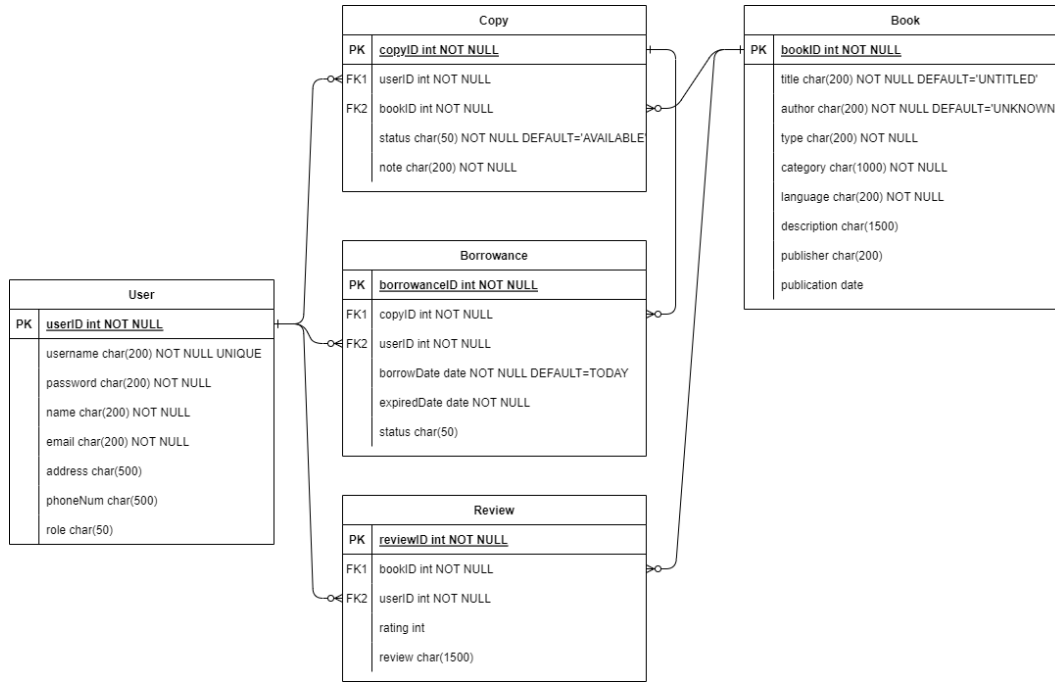 Copy
PK copyID int NOT NULL
FK1 userID int NOT NULL
FK2 bookID int NOT NULL
status char(50) NOT NULL DEFAULT='AVAILABLE'
note char(200) NOT NULL
Book
PK bookID int NOT NULL
title char(200) NOT NULL DEFAULT='UNTITLED'
author char(200) NOT NULL DEFAULT='UNKNOWN
type char(200) NOT NULL
category char(1000) NOT NULL
language char(200) NOT NULL
description char(1500)
publisher char(200)
publication date
Borrowance
PK borrowanceID int NOT NULL
FK1 copyID int NOT NULL
FK2 userID int NOT NULL
borrowDate date NOT NULL DEFAULT=TODAY
expiredDate date NOT NULL
status char(50)
User
PK userID int NOT NULL
username char(200) NOT NULL UNIQUE
password char(200) NOT NULL
name char(200) NOT NULL
email char(200) NOT NULL
address char(500)
phoneNum char(500)
role char(50)
Review
PK reviewID int NOT NULL
FK1 bookID int NOT NULL
FK2 userID int NOT NULL
rating int
review char(1500)